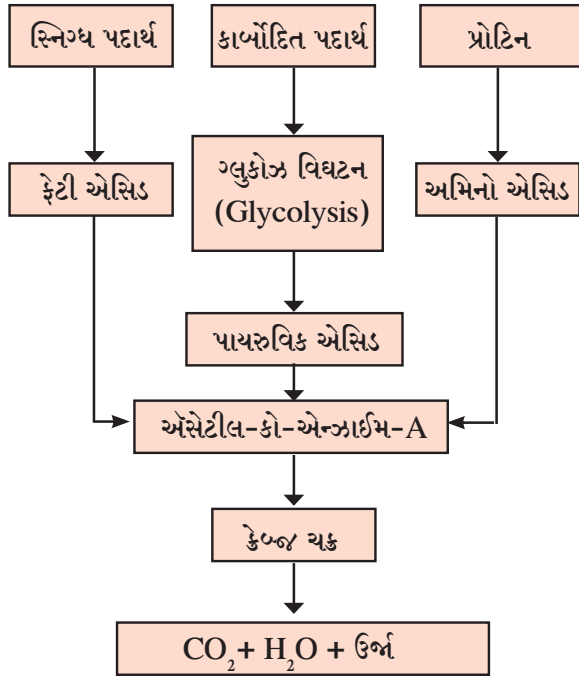 સ્નિગ્ધ પદાર્થ
કાર્બોદિત પદાર્થ
પ્રોટિન
ફેટી એસિડ
ગ્લુકોઝ વિઘટન
(Glycolysis)
અમિનો એસિડ
પાયરુવિક એસિડ
ઍસેટીલ-કો-એન્ઝાઈમ-A
ક્રેબ્જ ચક્ર
CO₂ + H₂O + ઉર્જા